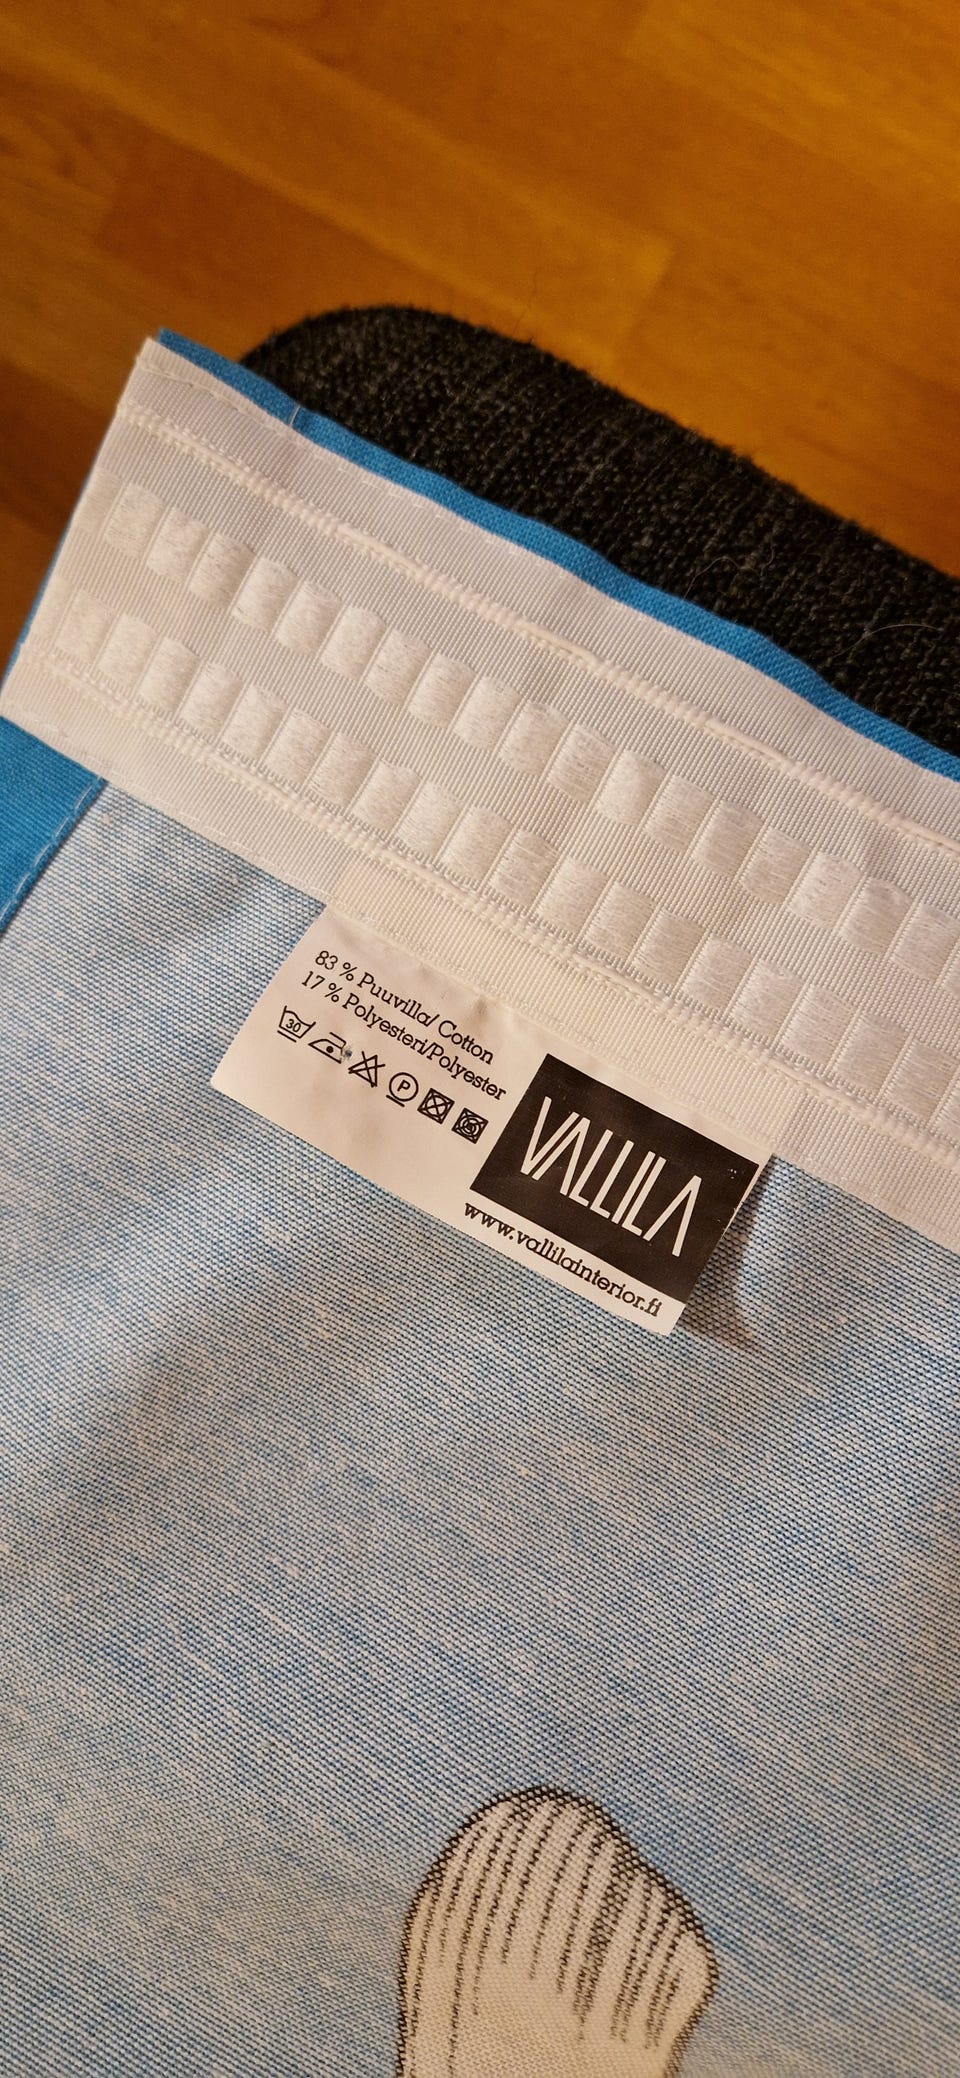 83 % Puuvilla/ Cotton
17 % Polyesteri/Polyester
30
P
VALLILA
www.vallilainterior.fi